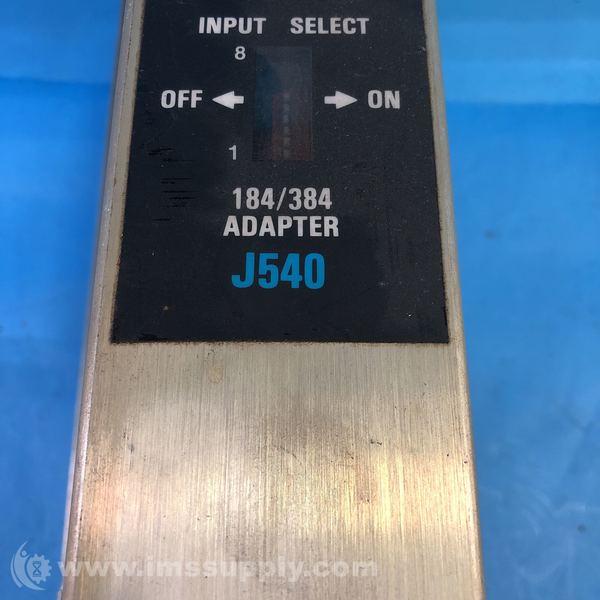 INPUT SELECT
8
OFF ON
1
184/384
ADAPTER
J540
www.imssupply.com